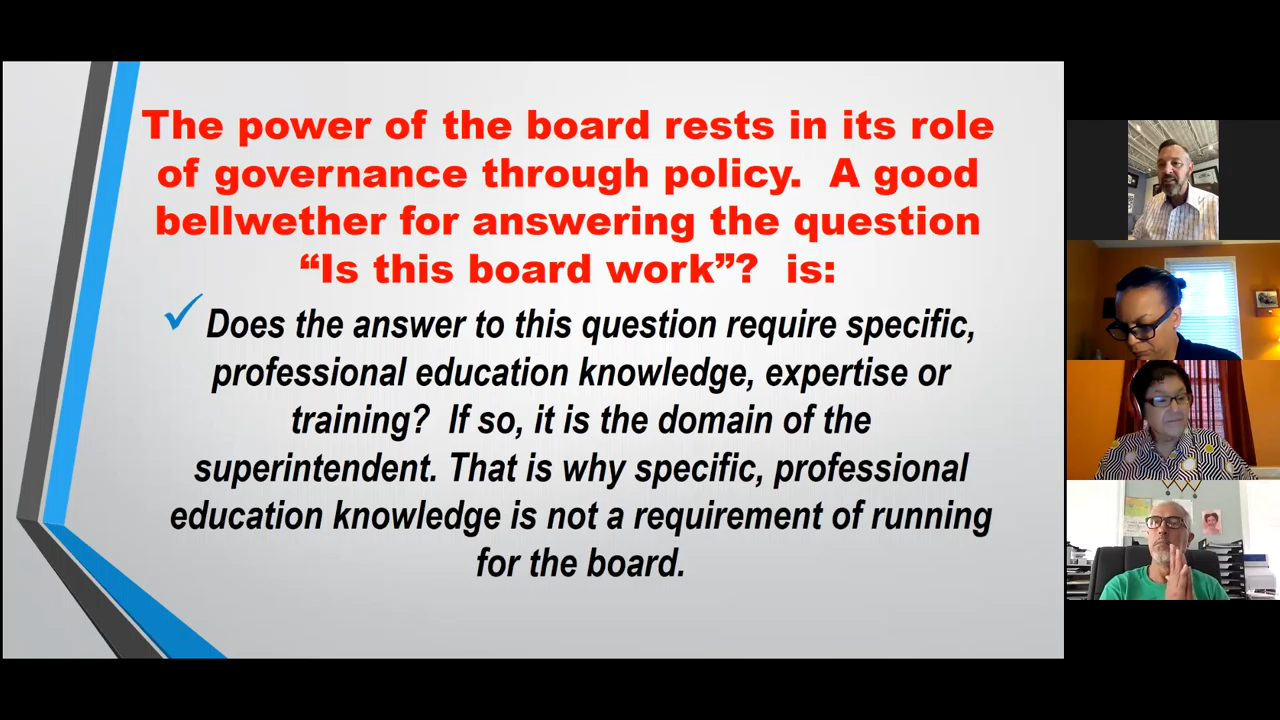 The power of the board rests in its role
of governance through policy.  A good
bellwether for answering the question
“Is this board work”?  is:
Does the answer to this question require specific,
professional education knowledge, expertise or
training?  If so, it is the domain of the
superintendent. That is why specific, professional
education knowledge is not a requirement of running
for the board.